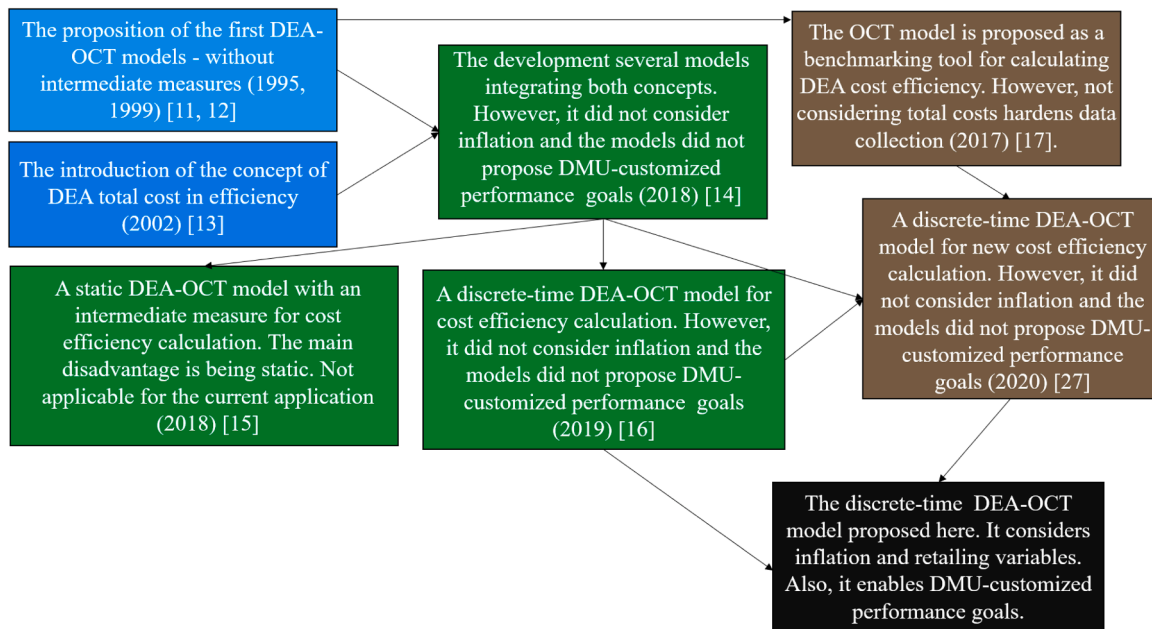 The proposition of the first DEA-
OCT models - without
intermediate measures (1995,
1999) [11, 12]
The introduction of the concept of
DEA total cost in efficiency
(2002) [13]
The development several models
integrating both concepts.
However, it did not consider
inflation and the models did not
propose DMU-customized
performance goals (2018) [14]
The OCT model is proposed as a
benchmarking tool for calculating
DEA cost efficiency. However, not
considering total costs hardens data
collection (2017) [17].
A static DEA-OCT model with an
intermediate measure for cost
efficiency calculation. The main
disadvantage is being static. Not
applicable for the current application
(2018) [15]
A discrete-time DEA-OCT model for
cost efficiency calculation. However,
it did not consider inflation and the
models did not propose DMU-
customized performance goals
(2019) [16]
A discrete-time DEA-OCT
model for new cost efficiency
calculation. However, it did
not consider inflation and the
models did not propose DMU-
customized performance
goals (2020) [27]
The discrete-time DEA-OCT
model proposed here. It considers
inflation and retailing variables.
Also, it enables DMU-customized
performance goals.